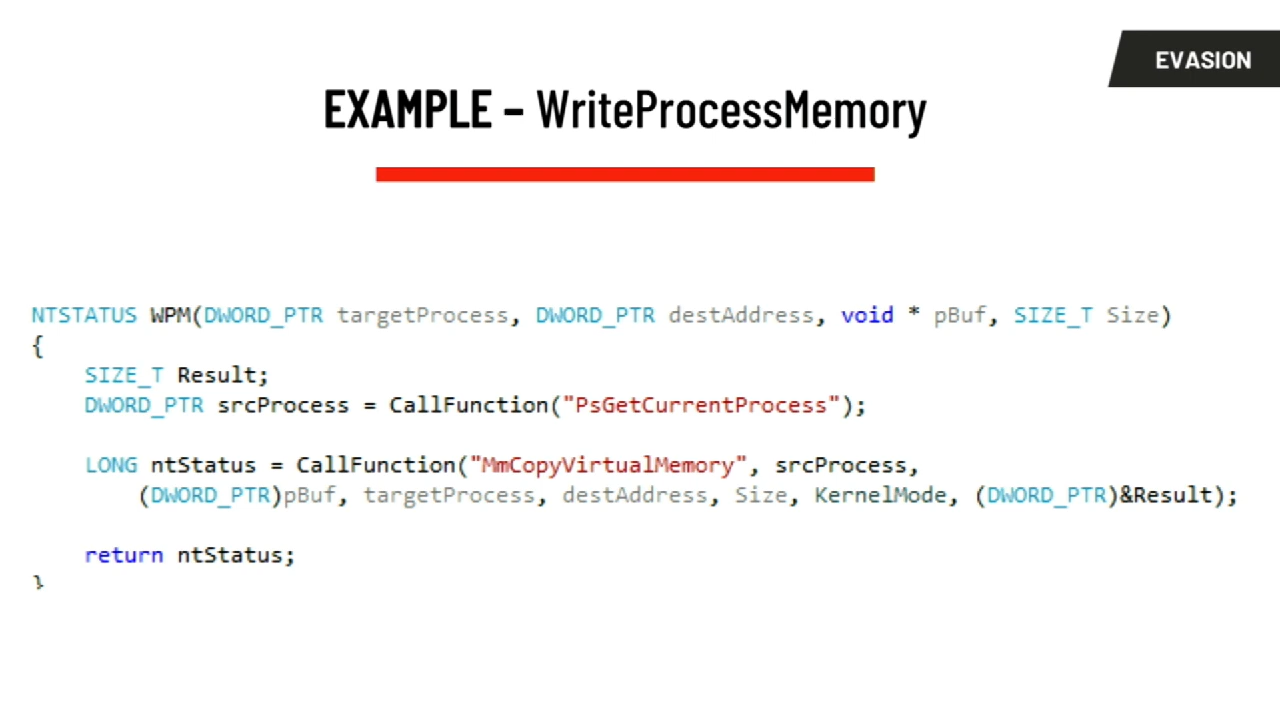 EVASION
EXAMPLE – WriteProcessMemory
NTSTATUS WPM(DWORD_PTR targetProcess, DWORD_PTR destAddress, void * pBuf, SIZE_T Size)
{
    SIZE_T Result;
    DWORD_PTR srcProcess = CallFunction("PsGetCurrentProcess");
    LONG ntStatus = CallFunction("MmCopyVirtualMemory", srcProcess,
        (DWORD_PTR)pBuf, targetProcess, destAddress, Size, KernelMode, (DWORD_PTR)&Result);
    return ntStatus;
}